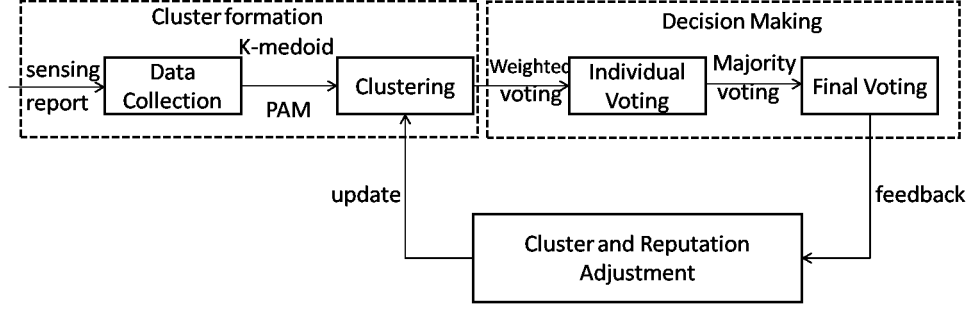 Cluster formation
Decision Making
K-medoid
sensing
report
Data
Collection
PAM
Clustering
Weighted
voting
Individual
Voting
Majority
voting
Final Voting
update
feedback
Cluster and Reputation
Adjustment